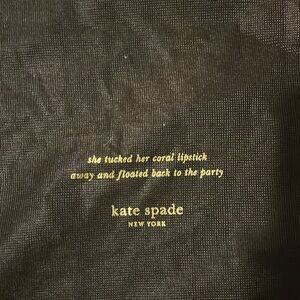 she tucked her coral lipstick
away and floated back to the party
kate spade
NEW YORK